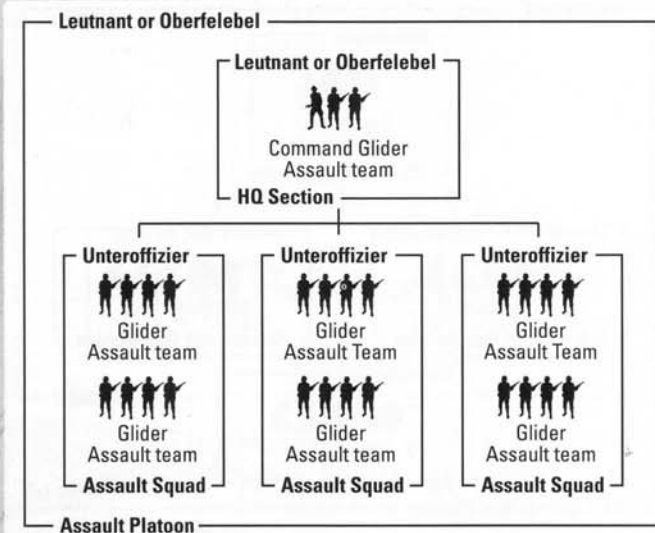 Leutnant or Oberfelebel
Leutnant or Oberfelebel
Command Glider
Assault team
HQ Section
Unteroffizier
Glider
Assault team
Glider
Assault team
Assault Squad
Unteroffizier
Glider
Assault Team
Glider
Assault team
Assault Squad
Unteroffizier
Glider
Assault Team
Glider
Assault team
Assault Squad
Assault Platoon